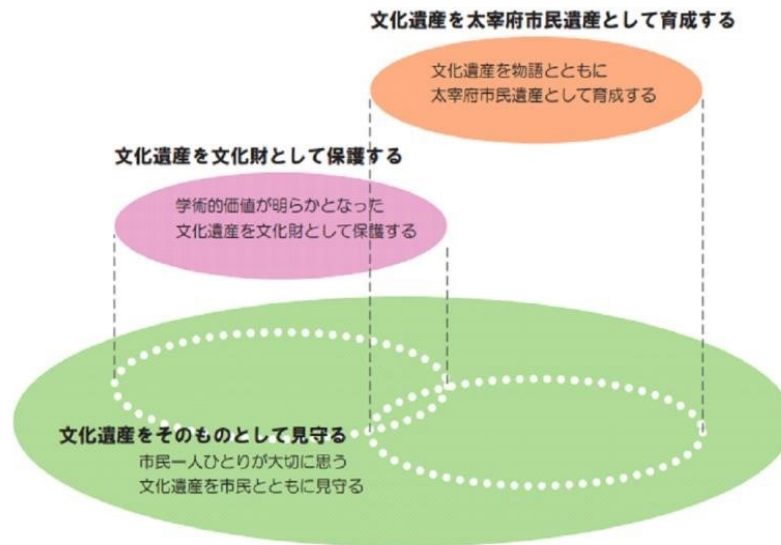 文化遺産を太宰府市民遺産として育成する
文化遺産を物語とともに
太宰府市民遺産として育成する
文化遺産を文化財として保護する
学術的価値が明らかとなった
文化遺産を文化財として保護する
文化遺産をそのものとして見守る
市民一人ひとりが大切に思う
文化遺産を市民とともに見守る